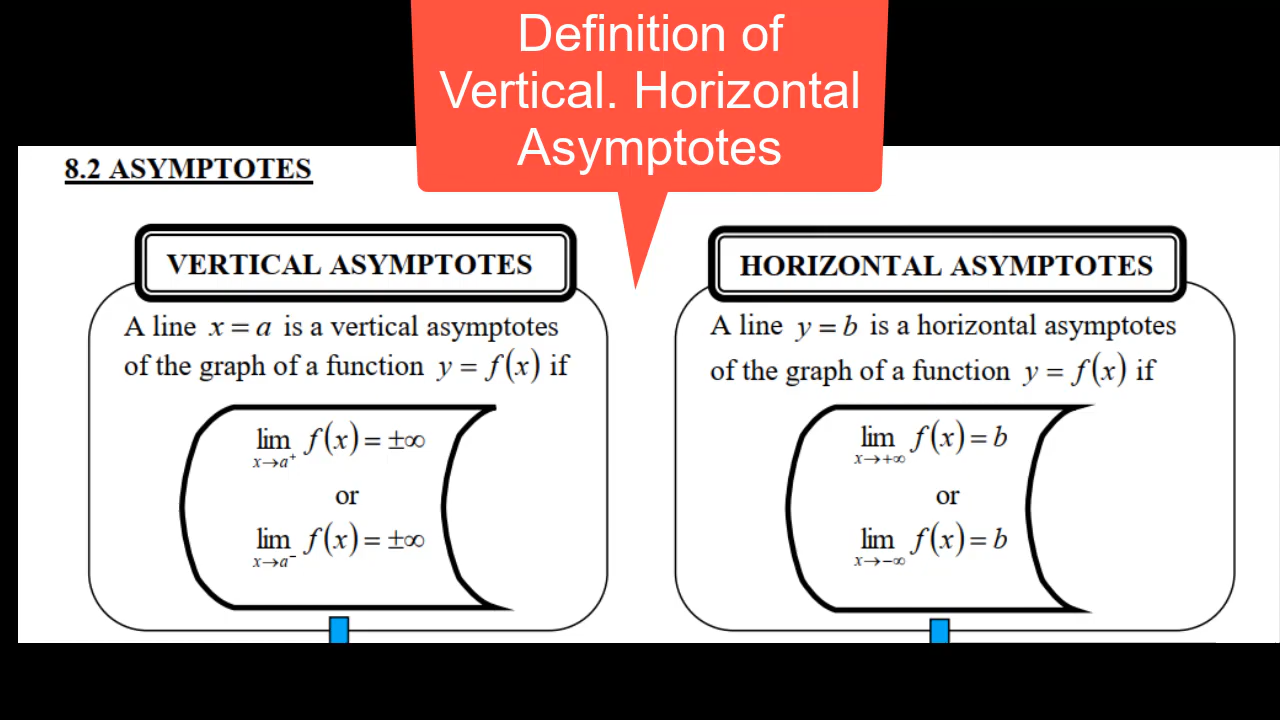 Definition of
Vertical. Horizontal
Asymptotes
8.2 ASYMPTOTES
VERTICAL ASYMPTOTES
A line x = a is a vertical asymptotes
of the graph of a function y = f(x) if
lim f(x) = ±∞
x→a⁺
or
lim f(x) = ±∞
x→a⁻
HORIZONTAL ASYMPTOTES
A line y = b is a horizontal asymptotes
of the graph of a function y = f(x) if
lim f(x) = b
x→+∞
or
lim f(x) = b
x→−∞